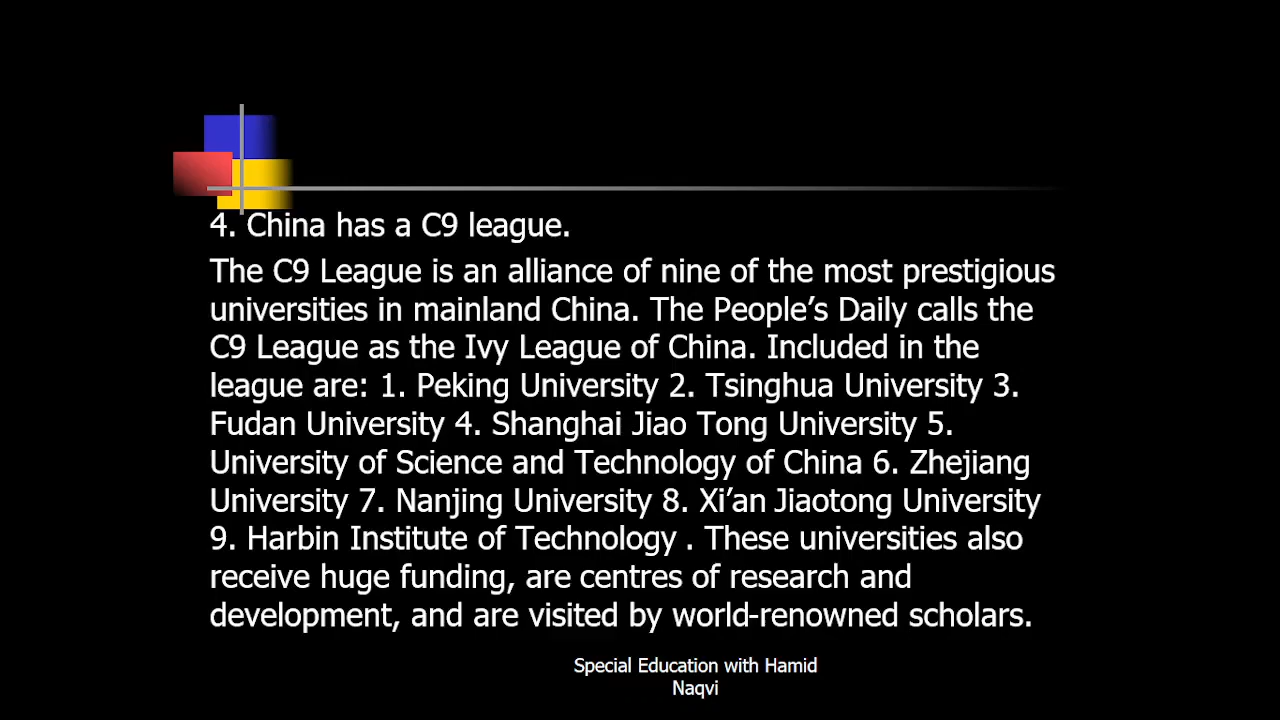 4. China has a C9 league.
The C9 League is an alliance of nine of the most prestigious
universities in mainland China. The People’s Daily calls the
C9 League as the Ivy League of China. Included in the
league are: 1. Peking University 2. Tsinghua University 3.
Fudan University 4. Shanghai Jiao Tong University 5.
University of Science and Technology of China 6. Zhejiang
University 7. Nanjing University 8. Xi’an Jiaotong University
9. Harbin Institute of Technology . These universities also
receive huge funding, are centres of research and
development, and are visited by world-renowned scholars.
Special Education with Hamid
Naqvi